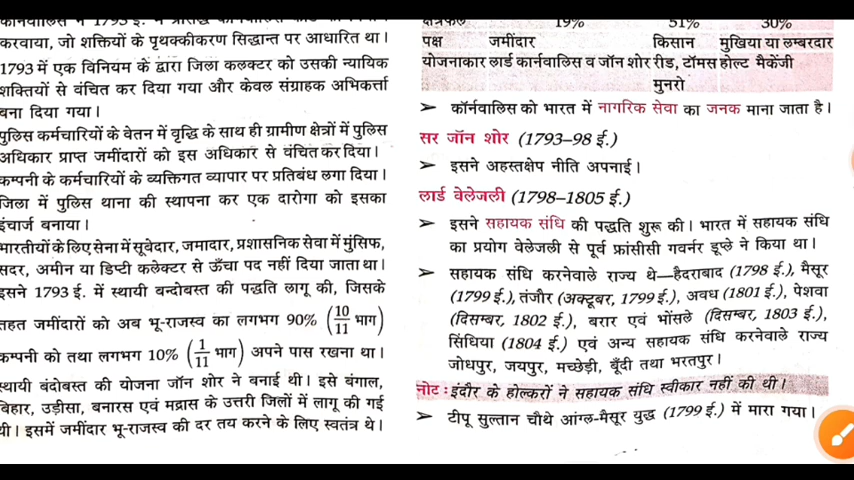 कार्नवालिस ने 1793 ई. में प्रसिद्ध कार्नवालिस कोड का
करवाया, जो शक्तियों के पृथक्कीकरण सिद्धान्त पर आधारित था।
1793 में एक विनियम के द्वारा जिला कलक्टर को उसकी न्यायिक
शक्तियों से वंचित कर दिया गया और केवल संग्राहक अभिकर्त्ता
बना दिया गया।
पुलिस कर्मचारियों के वेतन में वृद्धि के साथ ही ग्रामीण क्षेत्रों में पुलिस
अधिकार प्राप्त जमींदारों को इस अधिकार से वंचित कर दिया।
कम्पनी के कर्मचारियों के व्यक्तिगत व्यापार पर प्रतिबंध लगा दिया।
जिला में पुलिस थाना की स्थापना कर एक दारोगा को इसका
इंचार्ज बनाया।
भारतीयों के लिए सेना में सूबेदार, जमादार, प्रशासनिक सेवा में मुंसिफ,
सदर, अमीन या डिप्टी कलेक्टर से ऊँचा पद नहीं दिया जाता था।
इसने 1793 ई. में स्थायी बन्दोबस्त की पद्धति लागू की, जिसके
तहत जमींदारों को अब भू-राजस्व का लगभग 90% (10/11 भाग)
कम्पनी को तथा लगभग 10% (1/11 भाग) अपने पास रखना था।
स्थायी बंदोबस्त की योजना जॉन शोर ने बनाई थी। इसे बंगाल,
बिहार, उड़ीसा, बनारस एवं मद्रास के उत्तरी जिलों में लागू की गई
थी। इसमें जमींदार भू-राजस्व की दर तय करने के लिए स्वतंत्र थे।
क्षेत्रफल 19% 51% 30%
पक्ष जमींदार किसान मुखिया या लम्बरदार
योजनाकार लार्ड कार्नवालिस व जॉन शोर रीड, टॉमस होल्ट मैकेंजी
मुनरो
➢ कॉर्नवालिस को भारत में नागरिक सेवा का जनक माना जाता है।
सर जॉन शोर (1793–98 ई.)
➢ इसने अहस्तक्षेप नीति अपनाई।
लार्ड वेलेजली (1798–1805 ई.)
➢ इसने सहायक संधि की पद्धति शुरू की। भारत में सहायक संधि
का प्रयोग वेलेजली से पूर्व फ्रांसीसी गवर्नर डूप्ले ने किया था।
➢ सहायक संधि करनेवाले राज्य थे—हैदराबाद (1798 ई.), मैसूर
(1799 ई.), तंजौर (अक्टूबर, 1799 ई.), अवध (1801 ई.), पेशवा
(दिसम्बर, 1802 ई.), बरार एवं भोंसले (दिसम्बर, 1803 ई.),
सिंधिया (1804 ई.) एवं अन्य सहायक संधि करनेवाले राज्य
जोधपुर, जयपुर, मच्छेड़ी, बूँदी तथा भरतपुर।
नोट : इंदौर के होल्करों ने सहायक संधि स्वीकार नहीं की थी।
➢ टीपू सुल्तान चौथे आंग्ल-मैसूर युद्ध (1799 ई.) में मारा गया।